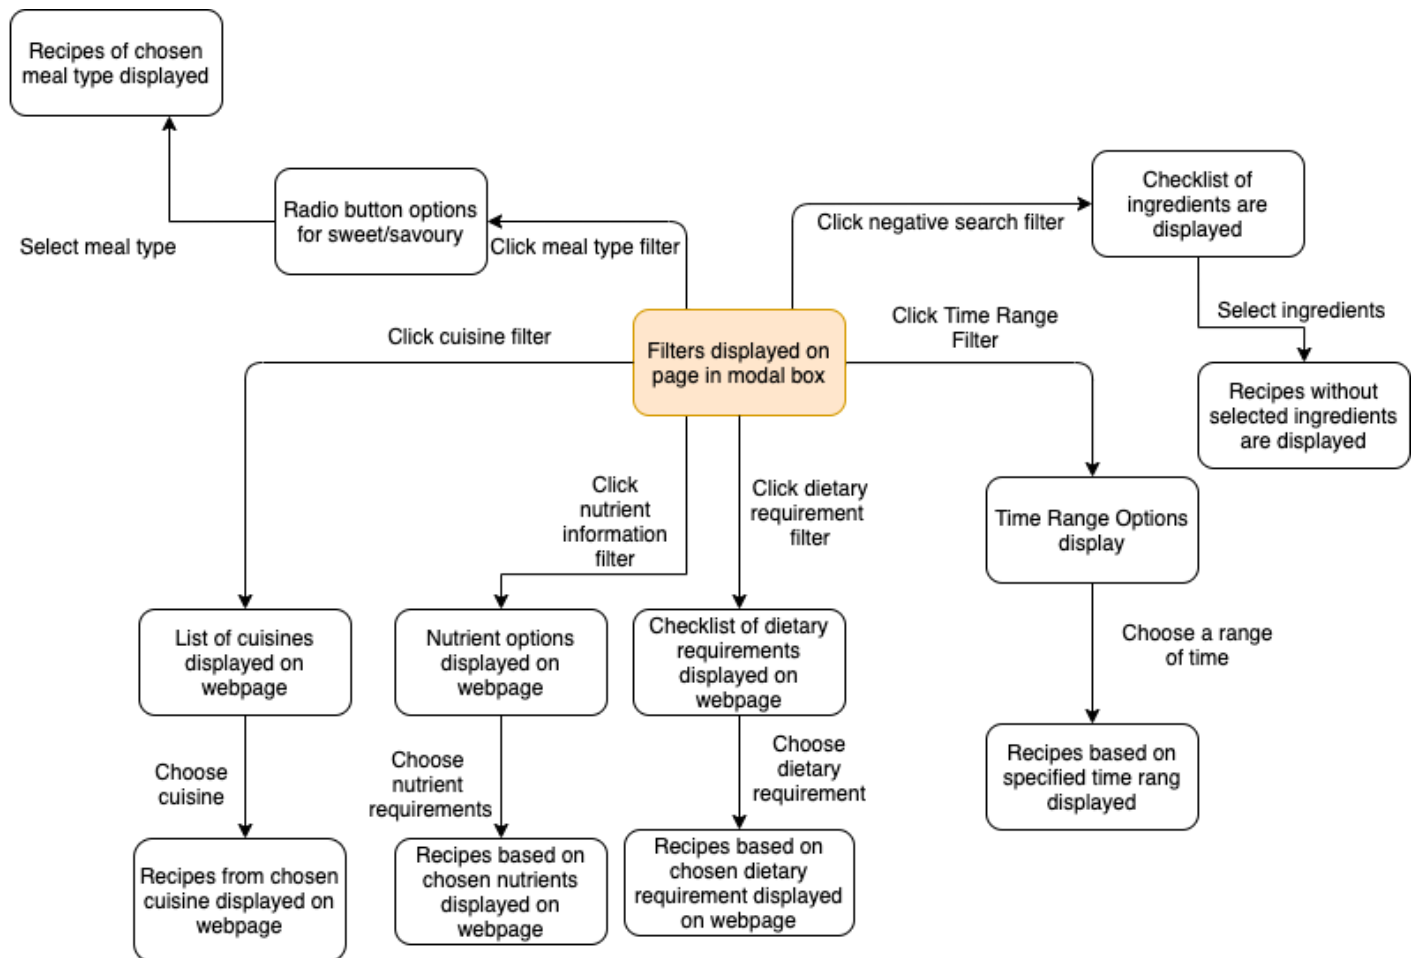 Recipes of chosen
meal type displayed
Radio button options
for sweet/savoury
Select meal type
Click meal type filter
Click negative search filter
Checklist of
ingredients are
displayed
Select ingredients
Recipes without
selected ingredients
are displayed
Click cuisine filter
Filters displayed on
page in modal box
Click Time Range
Filter
Click
nutrient
information
filter
Click dietary
requirement
filter
Time Range Options
display
List of cuisines
displayed on
webpage
Nutrient options
displayed on
webpage
Checklist of dietary
requirements
displayed on
webpage
Choose a range
of time
Choose
cuisine
Choose
nutrient
requirements
Choose
dietary
requirement
Recipes based on
specified time rang
displayed
Recipes from chosen
cuisine displayed on
webpage
Recipes based on
chosen nutrients
displayed on
webpage
Recipes based on
chosen dietary
requirement displayed
on webpage